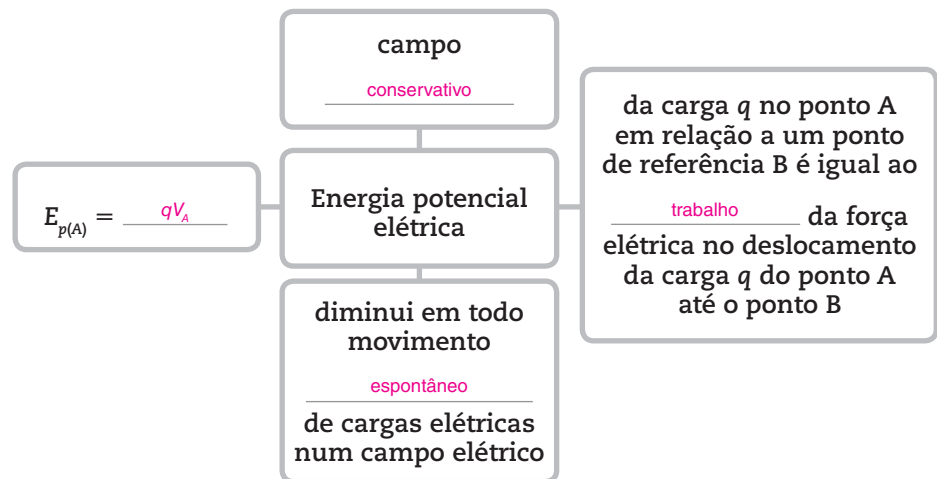 campo
conservativo
E_p(A) = qV_A
Energia potencial
elétrica
da carga q no ponto A
em relação a um ponto
de referência B é igual ao
trabalho da força
elétrica no deslocamento
da carga q do ponto A
até o ponto B
diminui em todo
movimento
espontâneo
de cargas elétricas
num campo elétrico